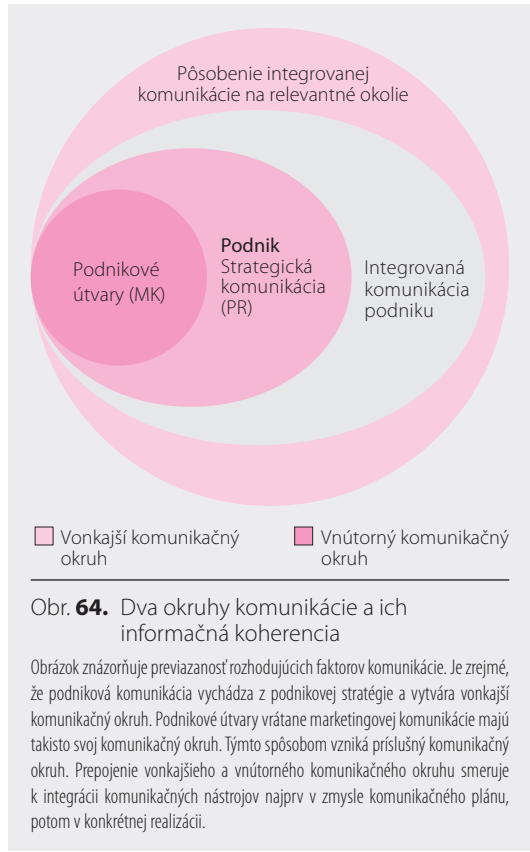 Pôsobenie integrovanej
komunikácie na relevantné okolie
Podnikové
útvary (MK)
Podnik
Strategická
komunikácia
(PR)
Integrovaná
komunikácia
podniku
Vonkajší komunikačný
okruh
Vnútorný komunikačný
okruh
Obr. 64. Dva okruhy komunikácie a ich
informačná koherencia
Obrázok znázorňuje previazanosť rozhodujúcich faktorov komunikácie. Je zrejmé,
že podniková komunikácia vychádza z podnikovej stratégie a vytvára vonkajší
komunikačný okruh. Podnikové útvary vrátane marketingovej komunikácie majú
takisto svoj komunikačný okruh. Týmto spôsobom vzniká príslušný komunikačný
okruh. Prepojenie vonkajšieho a vnútorného komunikačného okruhu smeruje
k integrácii komunikačných nástrojov najprv v zmysle komunikačného plánu,
potom v konkrétnej realizácii.